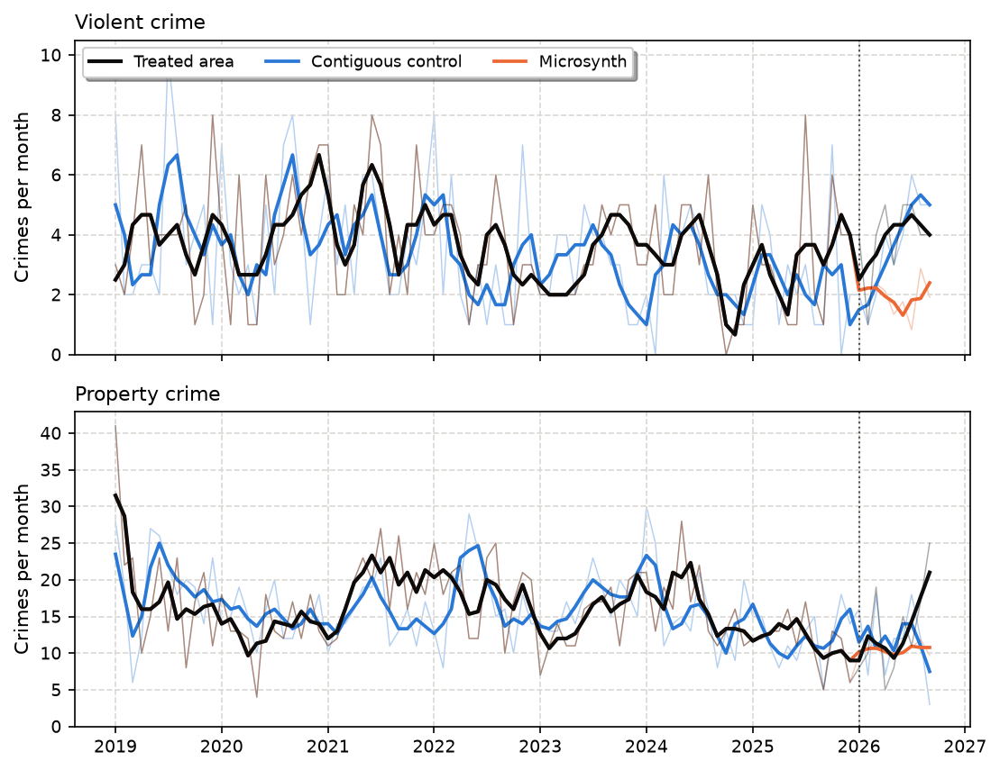 Violent crime
Treated area Contiguous control Microsynth
Crimes per month
10
8
6
4
2
0
Property crime
Crimes per month
40
35
30
25
20
15
10
5
0
2019 2020 2021 2022 2023 2024 2025 2026 2027